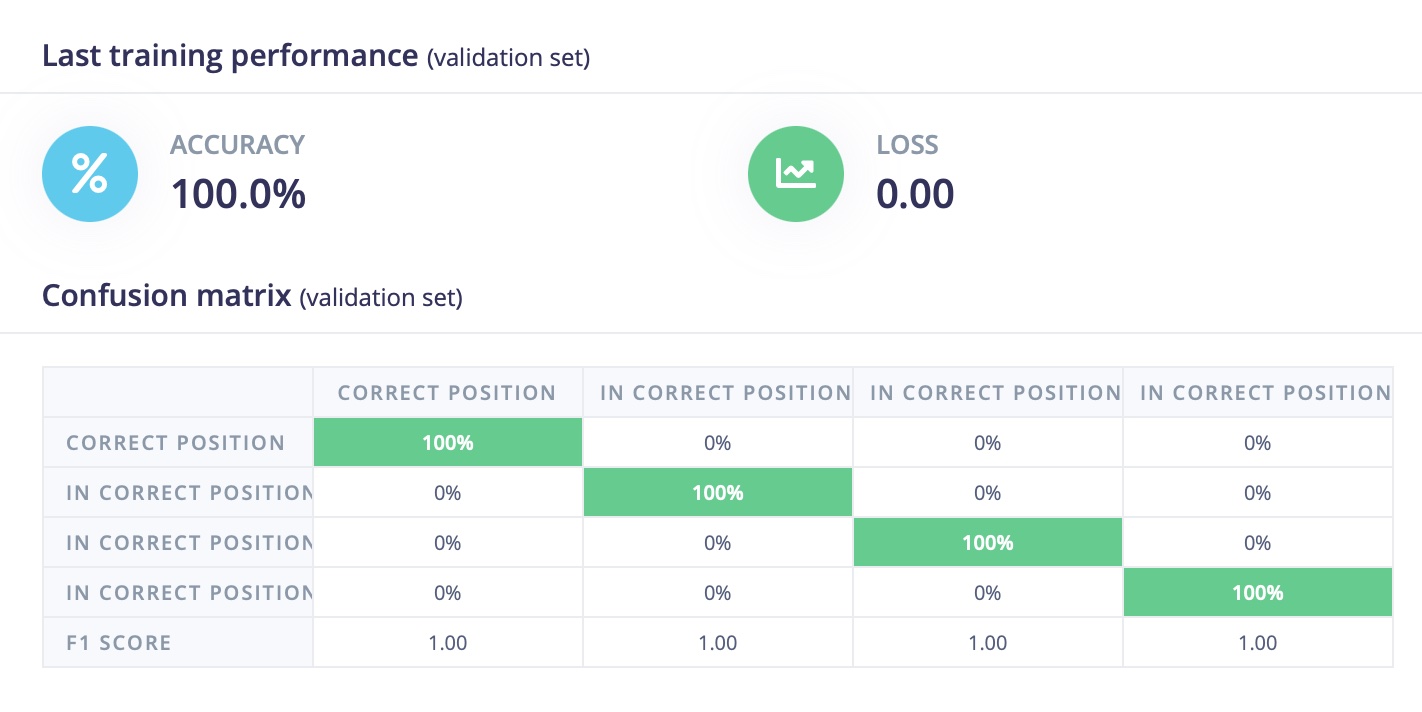 Last training performance (validation set)
ACCURACY
100.0%
LOSS
0.00
Confusion matrix (validation set)
CORRECT POSITION IN CORRECT POSITION IN CORRECT POSITION IN CORRECT POSITION
CORRECT POSITION 100% 0% 0% 0%
IN CORRECT POSITION 0% 100% 0% 0%
IN CORRECT POSITION 0% 0% 100% 0%
IN CORRECT POSITION 0% 0% 0% 100%
F1 SCORE 1.00 1.00 1.00 1.00